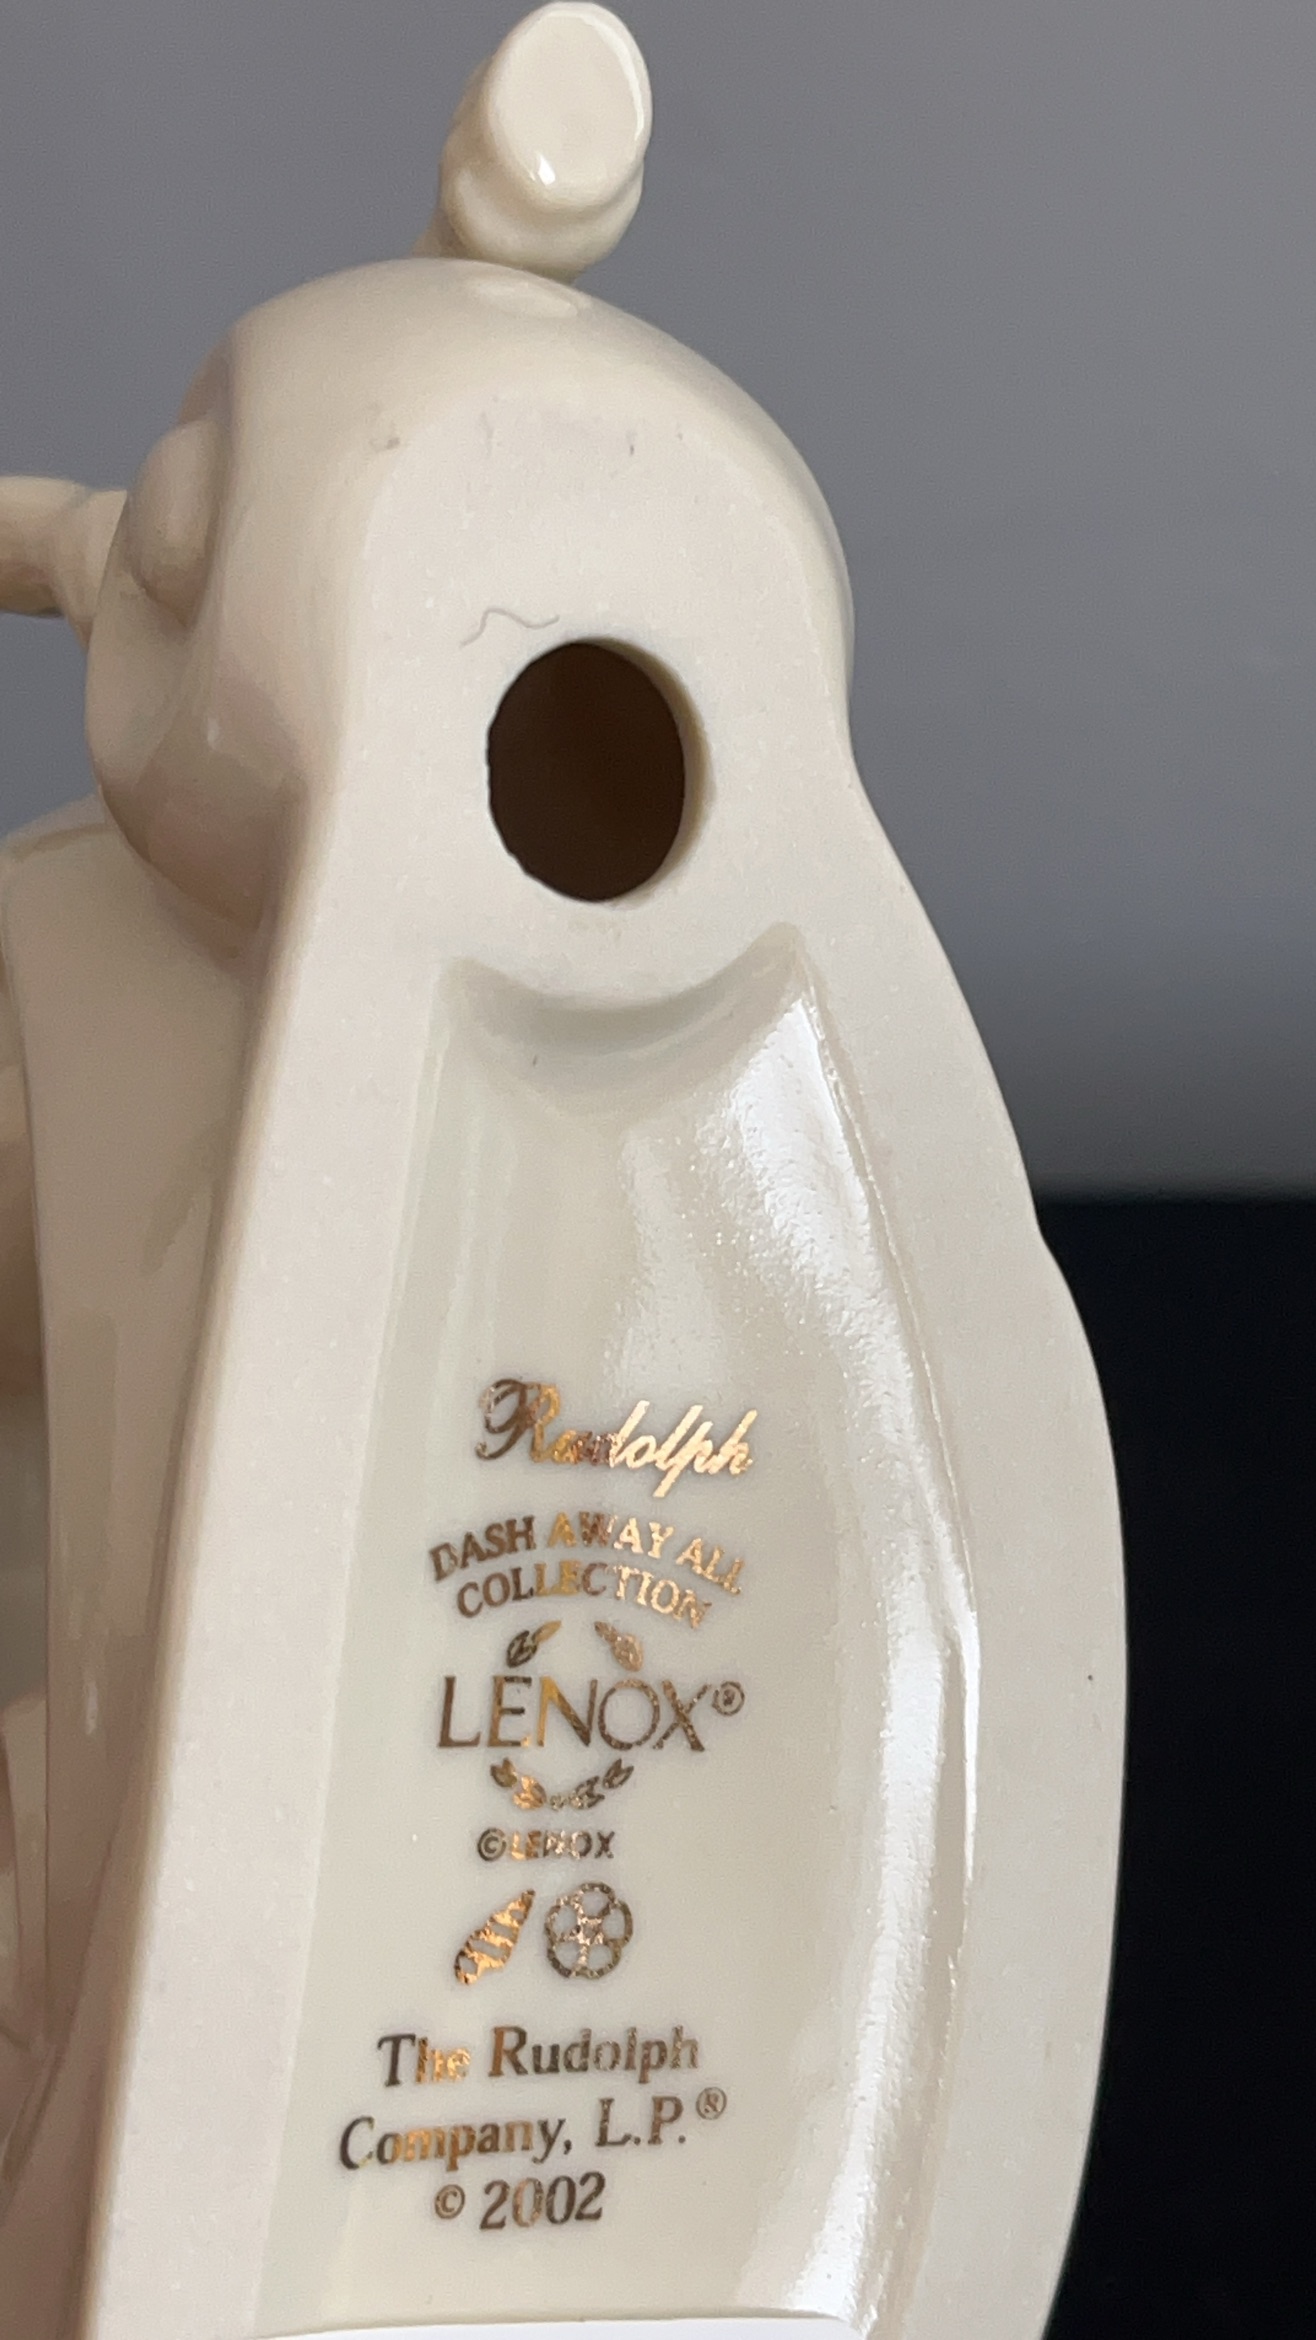 Rudolph
DASH AWAY ALL
COLLECTION
LENOX®
©LENOX
The Rudolph
Company, L.P.®
© 2002